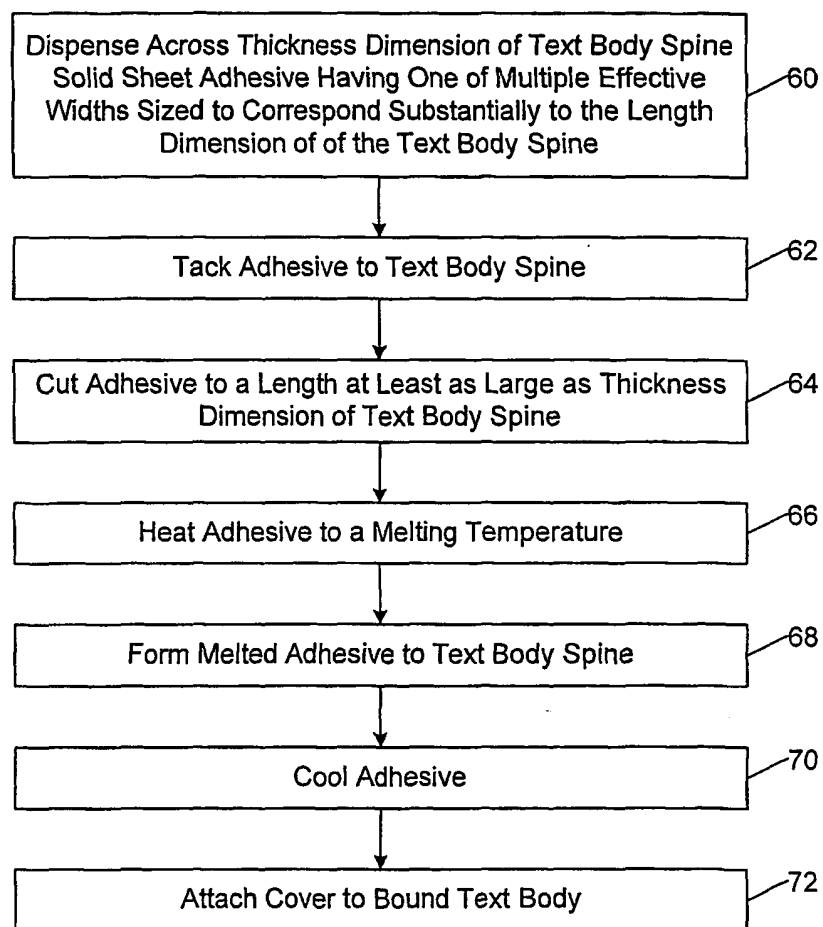 Dispense Across Thickness Dimension of Text Body Spine
Solid Sheet Adhesive Having One of Multiple Effective
Widths Sized to Correspond Substantially to the Length
Dimension of of the Text Body Spine
60
Tack Adhesive to Text Body Spine
62
Cut Adhesive to a Length at Least as Large as Thickness
Dimension of Text Body Spine
64
Heat Adhesive to a Melting Temperature
66
Form Melted Adhesive to Text Body Spine
68
Cool Adhesive
70
Attach Cover to Bound Text Body
72